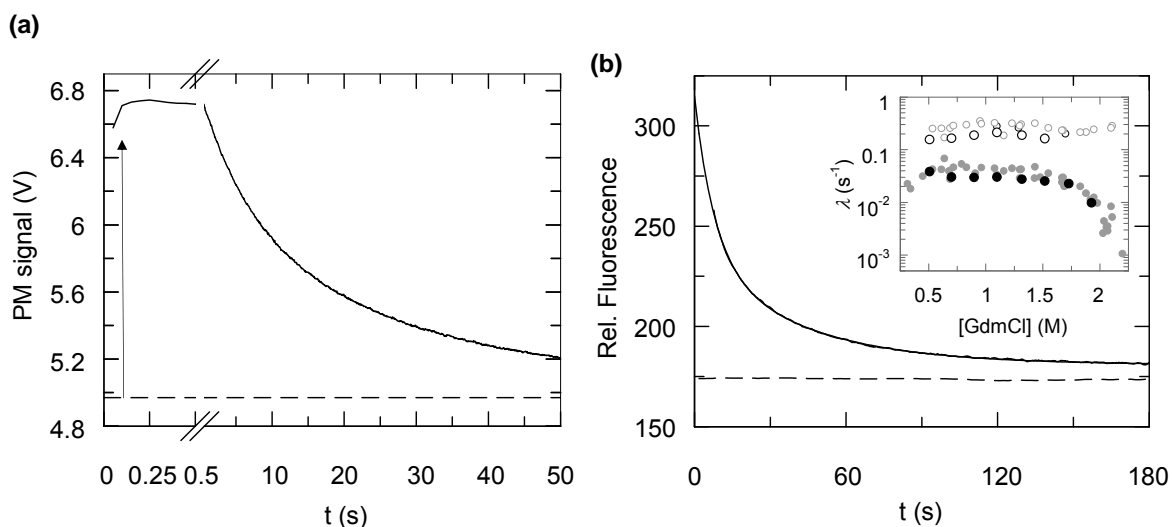 (a)
6.8
6.4
6
5.6
5.2
4.8
PM signal (V)
0 0.25 0.5 10 20 30 40 50
t (s)
(b)
300
250
200
150
Rel. Fluorescence
0 60 120 180
t (s)
1
0.1
10⁻²
10⁻³
λ (s⁻¹)
0.5 1 1.5 2
[GdmCl] (M)